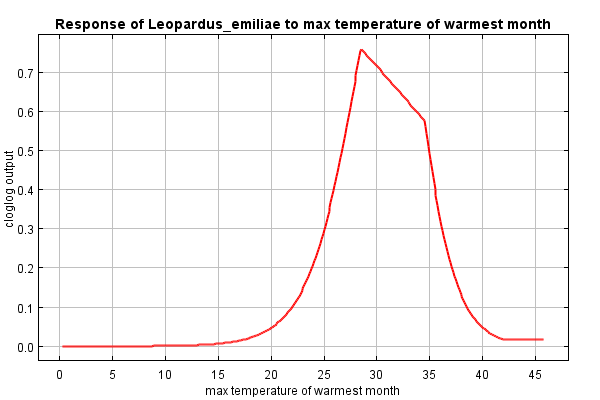 Response of Leopardus_emiliae to max temperature of warmest month
cloglog output
0.7
0.6
0.5
0.4
0.3
0.2
0.1
0.0
0 5 10 15 20 25 30 35 40 45
max temperature of warmest month